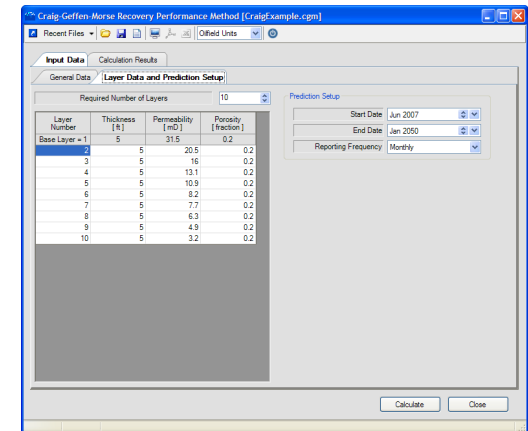 Craig-Geffen-Morse Recovery Performance Method [CraigExample.cgm]
Recent Files Oilfield Units
Input Data Calculation Results
General Data Layer Data and Prediction Setup
Required Number of Layers 10 Prediction Setup
Start Date Jun 2007
End Date Jan 2050
Reporting Frequency Monthly
Layer Number Thickness [ft] Permeability [mD] Porosity [fraction]
Base Layer = 1 5 31.5 0.2
2 5 20.5 0.2
3 5 16 0.2
4 5 13.1 0.2
5 5 10.9 0.2
6 5 8.2 0.2
7 5 7.7 0.2
8 5 6.3 0.2
9 5 4.9 0.2
10 5 3.2 0.2
Calculate Close